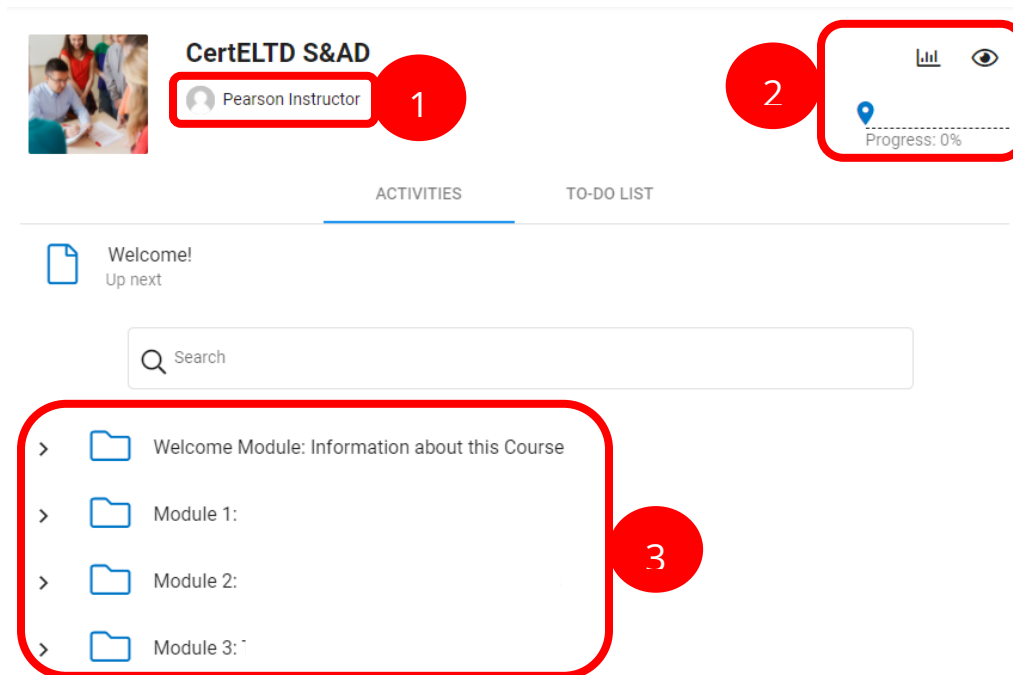 CertELTD S&AD
Pearson Instructor
1
2
Progress: 0%
ACTIVITIES
TO-DO LIST
Welcome!
Up next
Search
Welcome Module: Information about this Course
Module 1:
Module 2:
3
Module 3: